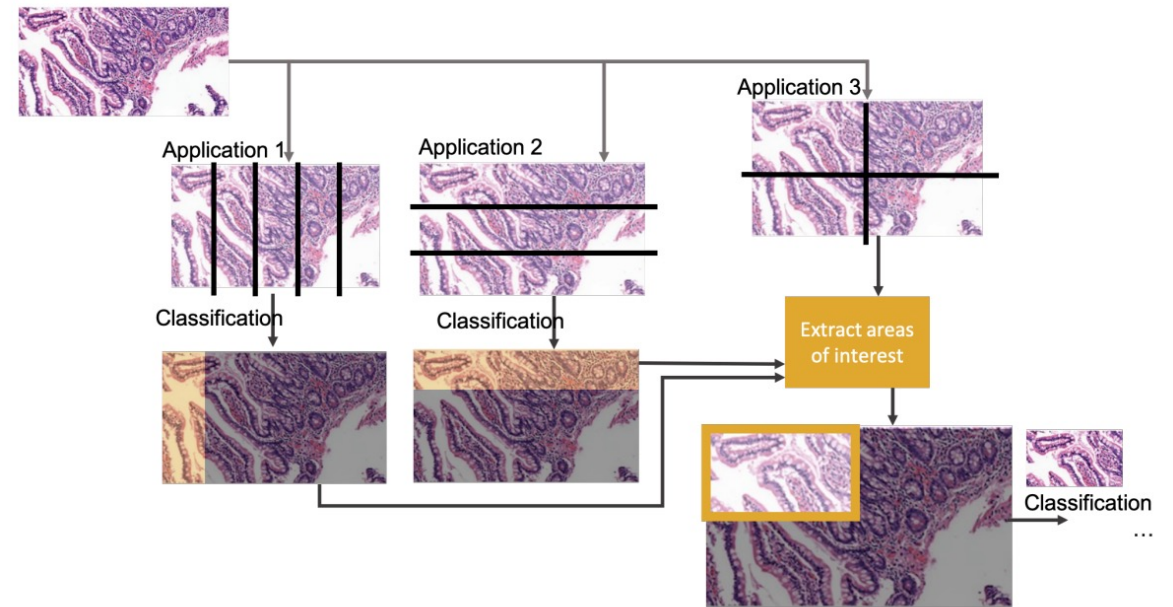 Application 3
Application 1
Application 2
Classification
Classification
Extract areas
of interest
Classification
...